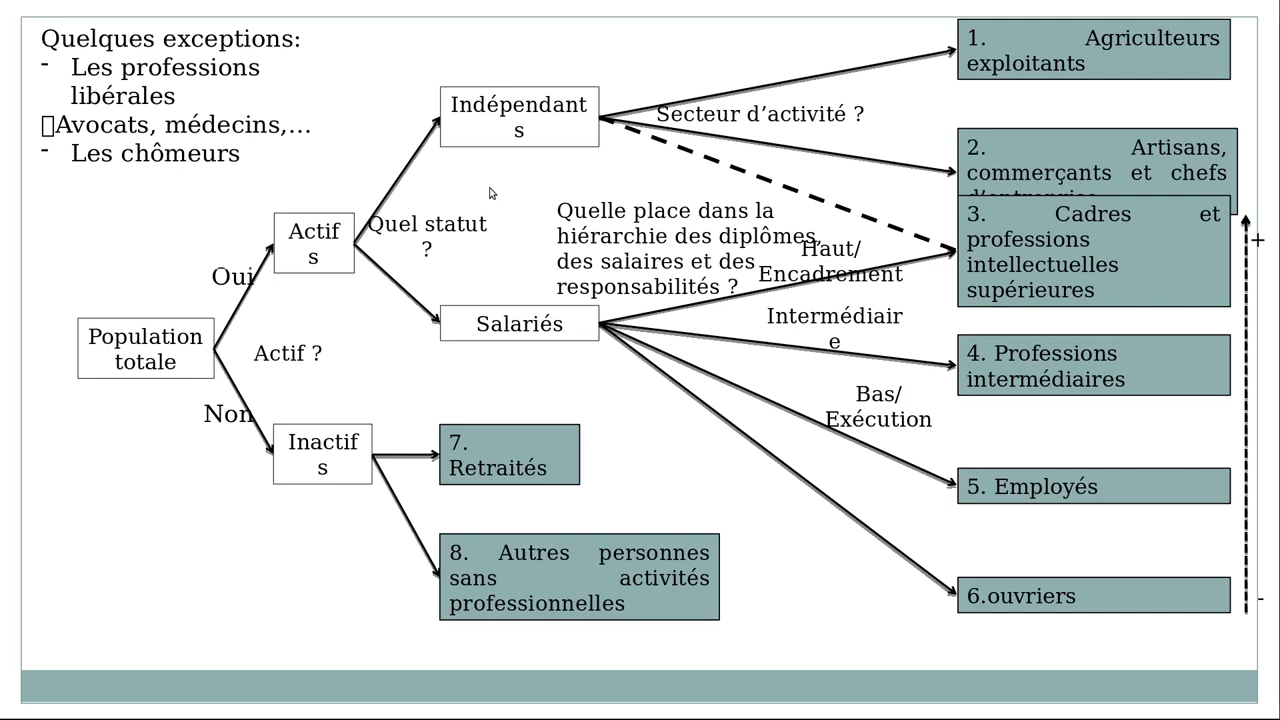 Quelques exceptions:
- Les professions
libérales
Avocats, médecins,...
- Les chômeurs
Population
totale
Oui
Actif ?
Non
Actif
s
Inactif
s
Quel statut
?
Indépendant
s
Salariés
7.
Retraités
8. Autres personnes
sans activités
professionnelles
Secteur d'activité ?
Quelle place dans la
hiérarchie des diplômes,
des salaires et des
responsabilité ?
Haut/
Encadrement
Intermédiair
e
Bas/
Exécution
1. Agriculteurs
exploitants
2. Artisans,
commerçants et chefs
d'entreprise
3. Cadres et
professions
intellectuelles
supérieures
4. Professions
intermédiaires
5. Employés
6.ouvriers
+
-